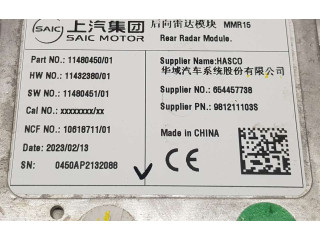 SAIC 上汽集团 后向雷达模块 MMR16
SAIC MOTOR Rear Radar Module.
Part NO.: 11480450/01 Supplier Name:HASCO
HW NO.: 11432380/01 华域汽车系统股份有限公司
SW NO.: 11480451/01 Supplier NO.: 654457738
Cal NO.: xxxxxxxx/xx Supplier Part NO.: 981211103S
NCF NO.: 10618711/01 Made in CHINA
DATE: 2023/02/13
SN: 0450AP2132088 CE